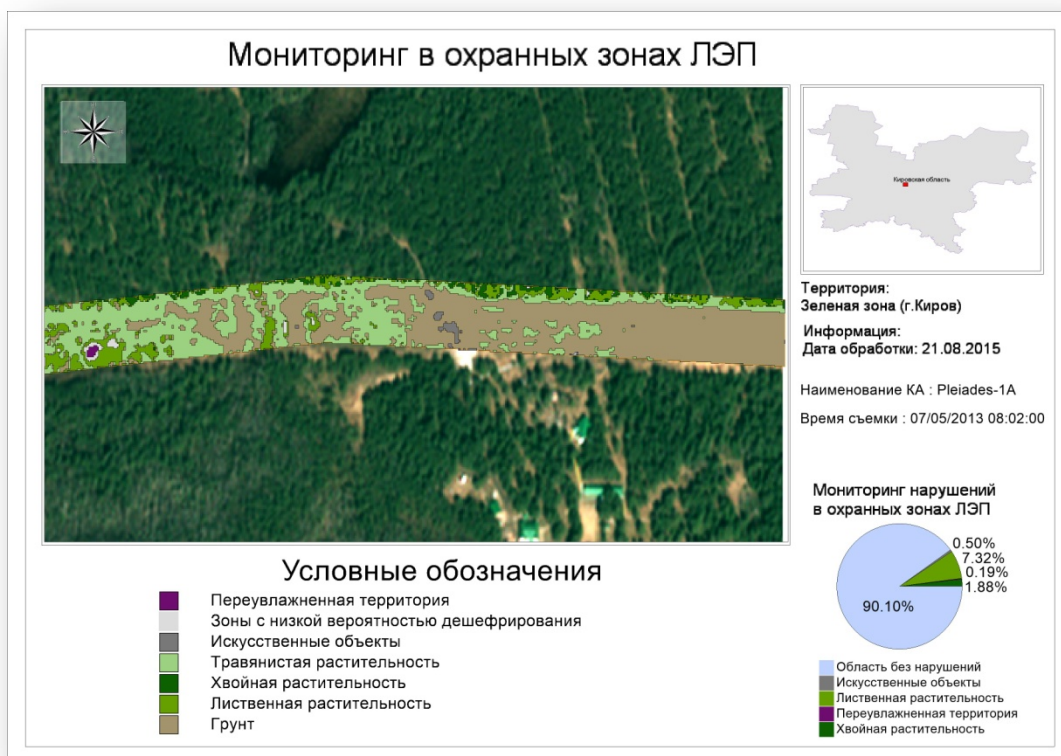 Мониторинг в охранных зонах ЛЭП
Кировская область
Территория:
Зеленая зона (г.Киров)
Информация:
Дата обработки: 21.08.2015
Наименование КА : Pleiades-1A
Время съемки : 07/05/2013 08:02:00
Мониторинг нарушений
в охранных зонах ЛЭП
0.50%
7.32%
0.19%
1.88%
90.10%
Область без нарушений
Искусственные объекты
Лиственная растительность
Переувлажненная территория
Хвойная растительность
Условные обозначения
Переувлажненная территория
Зоны с низкой вероятностью дешефрирования
Искусственные объекты
Травянистая растительность
Хвойная растительность
Лиственная растительность
Грунт